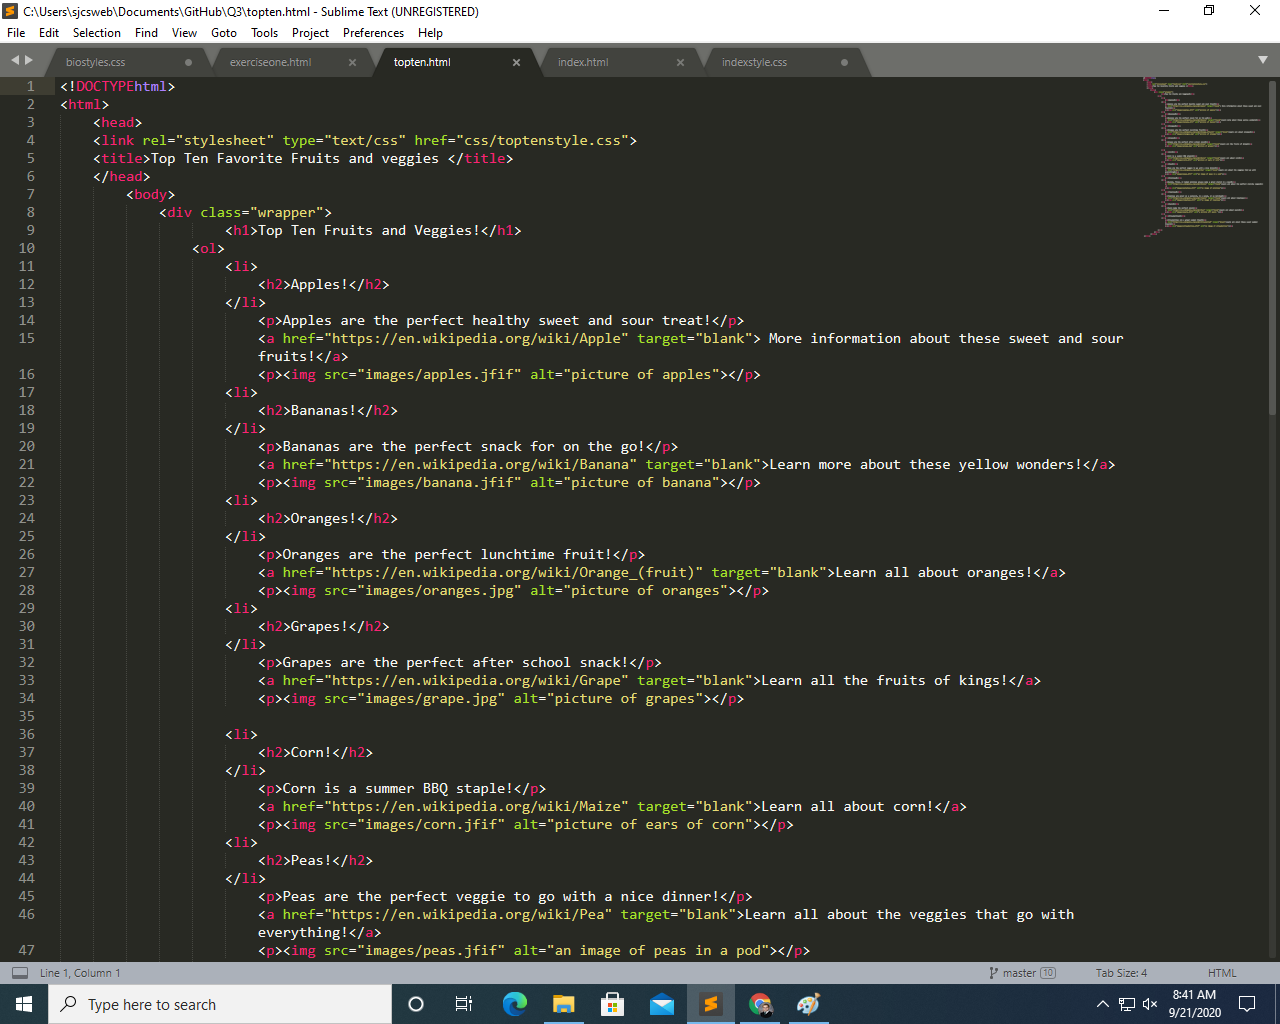 C:\Users\sjcsweb\Documents\GitHub\Q3\topten.html - Sublime Text (UNREGISTERED)
File Edit Selection Find View Goto Tools Project Preferences Help
biostyles.css exerciseone.html topten.html index.html indexstyle.css
1 <!DOCTYPEhtml>
2 <html>
3 <head>
4 <link rel="stylesheet" type="text/css" href="css/toptenstyle.css">
5 <title>Top Ten Favorite Fruits and veggies </title>
6 </head>
7 <body>
8 <div class="wrapper">
9 <h1>Top Ten Fruits and Veggies!</h1>
10 <ol>
11 <li>
12 <h2>Apples!</h2>
13 </li>
14 <p>Apples are the perfect healthy sweet and sour treat!</p>
15 <a href="https://en.wikipedia.org/wiki/Apple" target="blank"> More information about these sweet and sour
fruits!</a>
16 <p><img src="images/apples.jfif" alt="picture of apples"></p>
17 <li>
18 <h2>Bananas!</h2>
19 </li>
20 <p>Bananas are the perfect snack for on the go!</p>
21 <a href="https://en.wikipedia.org/wiki/Banana" target="blank">Learn more about these yellow wonders!</a>
22 <p><img src="images/banana.jfif" alt="picture of banana"></p>
23 <li>
24 <h2>Oranges!</h2>
25 </li>
26 <p>Oranges are the perfect lunchtime fruit!</p>
27 <a href="https://en.wikipedia.org/wiki/Orange_(fruit)" target="blank">Learn all about oranges!</a>
28 <p><img src="images/oranges.jpg" alt="picture of oranges"></p>
29 <li>
30 <h2>Grapes!</h2>
31 </li>
32 <p>Grapes are the perfect after school snack!</p>
33 <a href="https://en.wikipedia.org/wiki/Grape" target="blank">Learn all the fruits of kings!</a>
34 <p><img src="images/grape.jpg" alt="picture of grapes"></p>
35
36 <li>
37 <h2>Corn!</h2>
38 </li>
39 <p>Corn is a summer BBQ staple!</p>
40 <a href="https://en.wikipedia.org/wiki/Maize" target="blank">Learn all about corn!</a>
41 <p><img src="images/corn.jfif" alt="picture of ears of corn"></p>
42 <li>
43 <h2>Peas!</h2>
44 </li>
45 <p>Peas are the perfect veggie to go with a nice dinner!</p>
46 <a href="https://en.wikipedia.org/wiki/Pea" target="blank">Learn all about the veggies that go with
everything!</a>
47 <p><img src="images/peas.jfif" alt="an image of peas in a pod"></p>
Line 1, Column 1 master 10 Tab Size: 4 HTML
Type here to search
8:41 AM
9/21/2020